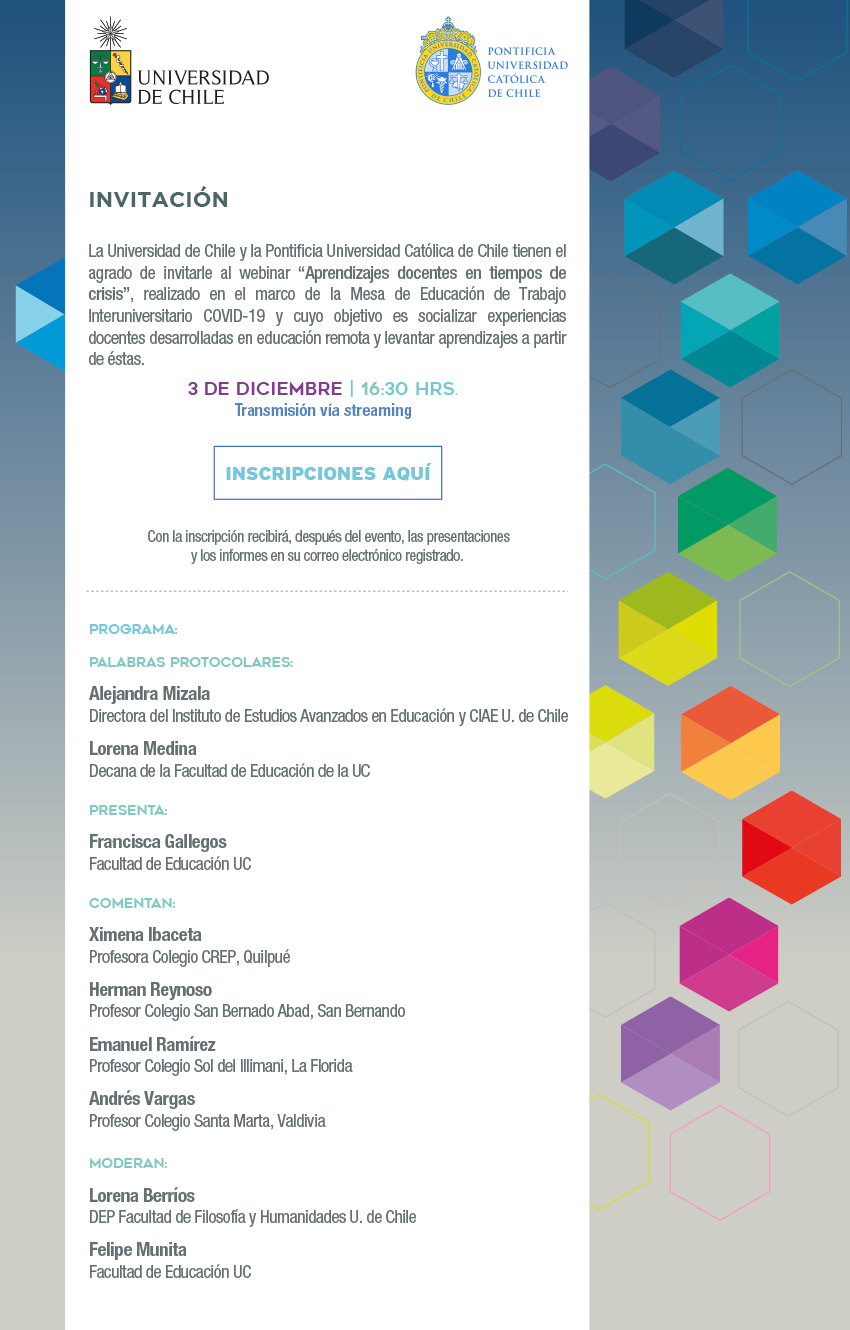 UNIVERSIDAD
DE CHILE
PONTIFICIA
UNIVERSIDAD
CATÓLICA
DE CHILE
INVITACIÓN
La Universidad de Chile y la Pontificia Universidad Católica de Chile tienen el
agrado de invitarle al webinar “Aprendizajes docentes en tiempos de
crisis”, realizado en el marco de la Mesa de Educación de Trabajo
Interuniversitario COVID-19 y cuyo objetivo es socializar experiencias
docentes desarrolladas en educación remota y levantar aprendizajes a partir
de éstas.
3 DE DICIEMBRE | 16:30 HRS.
Transmisión vía streaming
INSCRIPCIONES AQUÍ
Con la inscripción recibirá, después del evento, las presentaciones
y los informes en su correo electrónico registrado.
PROGRAMA:
PALABRAS PROTOCOLARES:
Alejandra Mizala
Directora del Instituto de Estudios Avanzados en Educación y CIAE U. de Chile
Lorena Medina
Decana de la Facultad de Educación de la UC
PRESENTA:
Francisca Gallegos
Facultad de Educación UC
COMENTAN:
Ximena Ibaceta
Profesora Colegio CREP, Quilpué
Herman Reynoso
Profesor Colegio San Bernado Abad, San Bernando
Emanuel Ramírez
Profesor Colegio Sol del Illimani, La Florida
Andrés Vargas
Profesor Colegio Santa Marta, Valdivia
MODERAN:
Lorena Berríos
DEP Facultad de Filosofía y Humanidades U. de Chile
Felipe Munita
Facultad de Educación UC